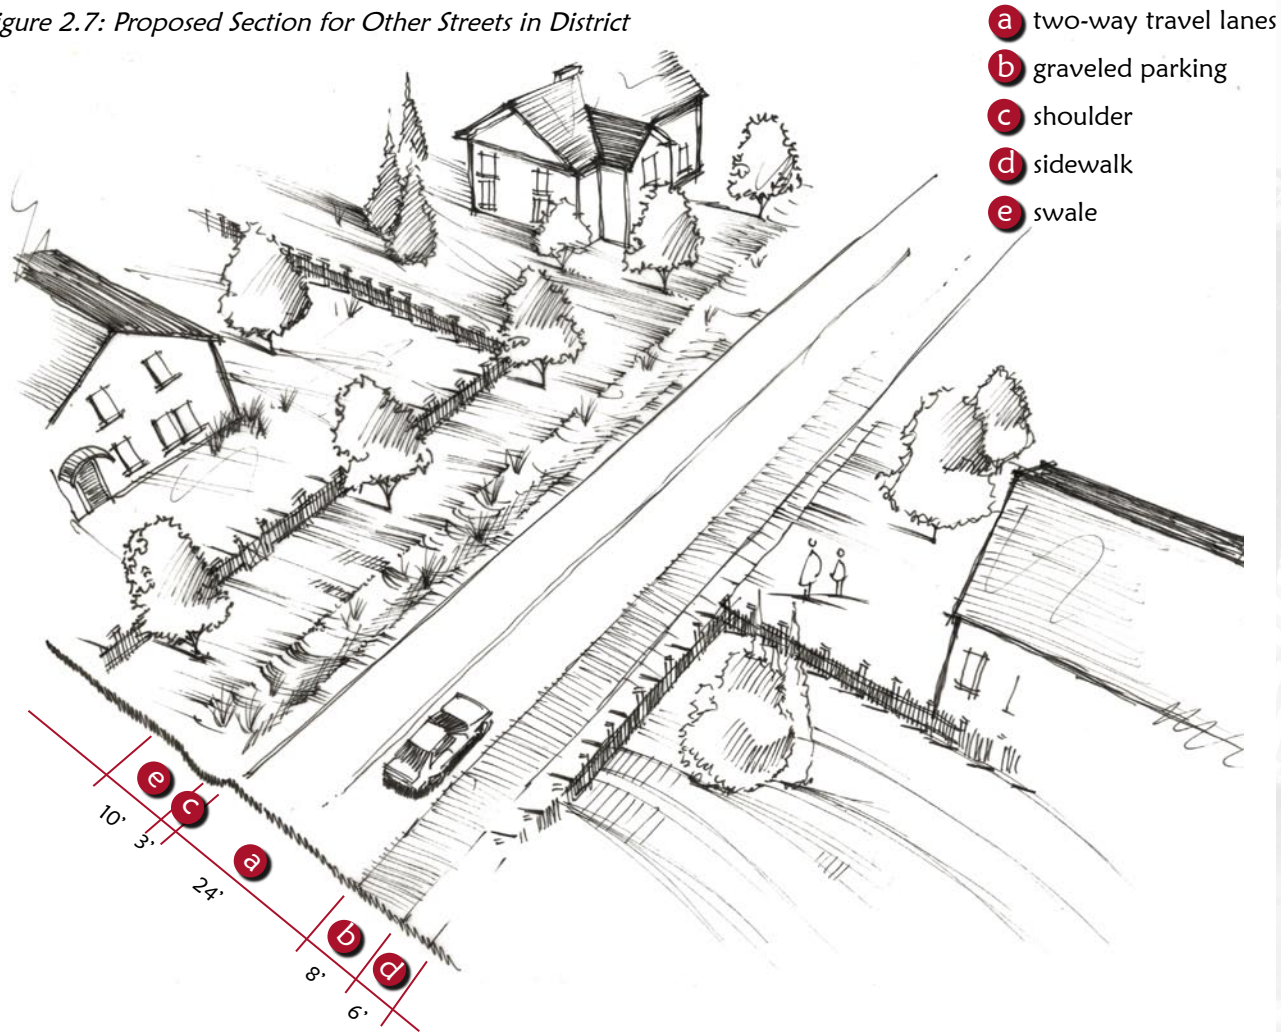 igure 2.7: Proposed Section for Other Streets in District
a two-way travel lanes
b graveled parking
c shoulder
d sidewalk
e swale
e
c
10'
3'
a
24'
b
8'
d
6'